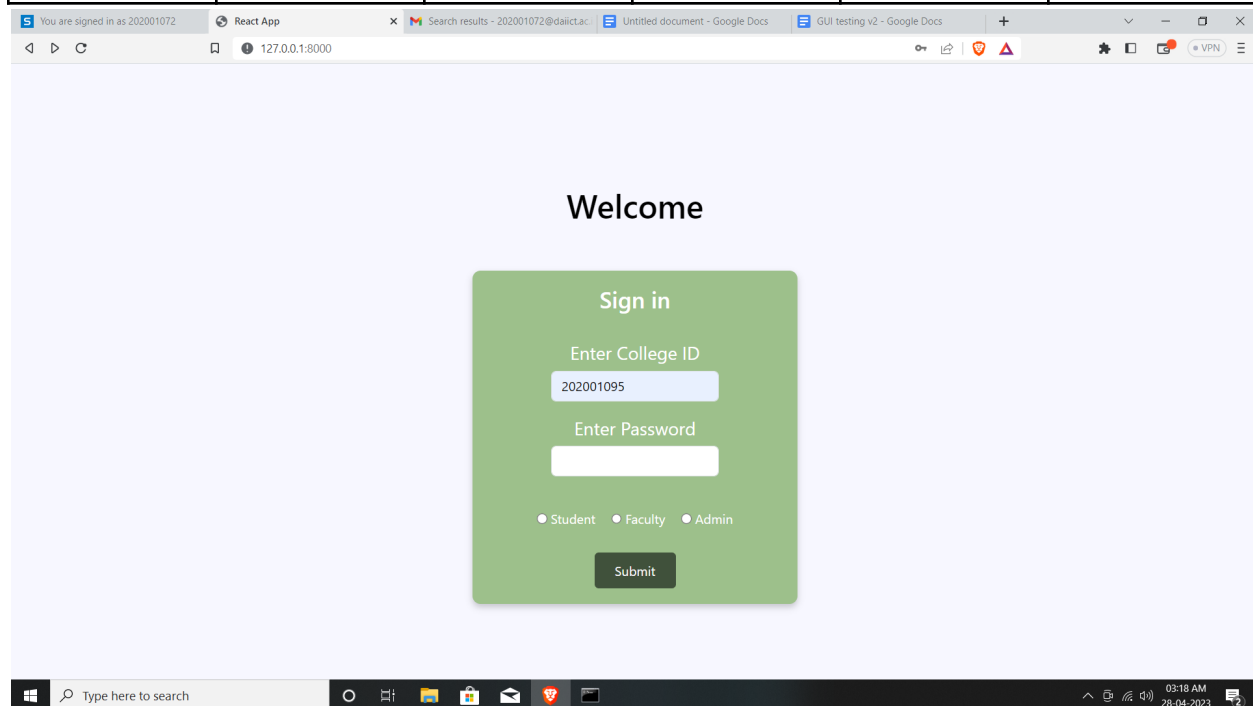 You are signed in as 202001072
React App
Search results - 202001072@daiict.ac.
Untitled document - Google Docs
GUI testing v2 - Google Docs
127.0.0.1:8000
VPN
Welcome
Sign in
Enter College ID
202001095
Enter Password
Student Faculty Admin
Submit
Type here to search
03:18 AM
28-04-2023
2